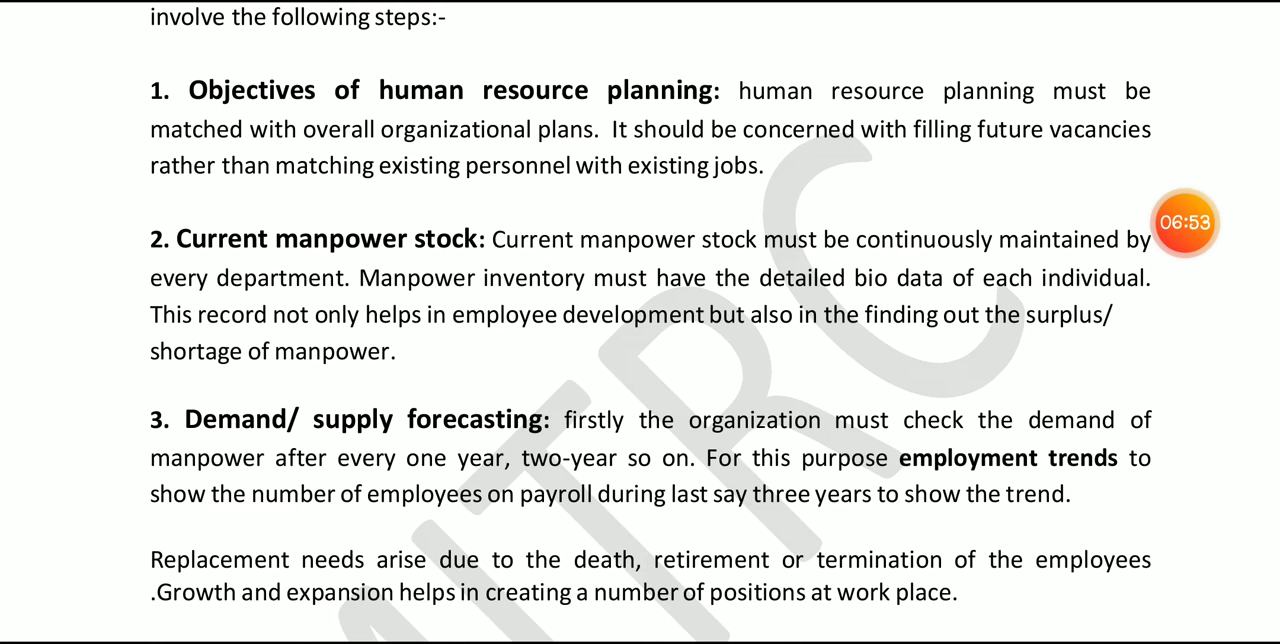 involve the following steps:-
1. Objectives of human resource planning: human resource planning must be
matched with overall organizational plans. It should be concerned with filling future vacancies
rather than matching existing personnel with existing jobs.
06:53
2. Current manpower stock: Current manpower stock must be continuously maintained by
every department. Manpower inventory must have the detailed bio data of each individual.
This record not only helps in employee development but also in the finding out the surplus/
shortage of manpower.
3. Demand/ supply forecasting: firstly the organization must check the demand of
manpower after every one year, two-year so on. For this purpose employment trends to
show the number of employees on payroll during last say three years to show the trend.
Replacement needs arise due to the death, retirement or termination of the employees
.Growth and expansion helps in creating a number of positions at work place.
MTRC